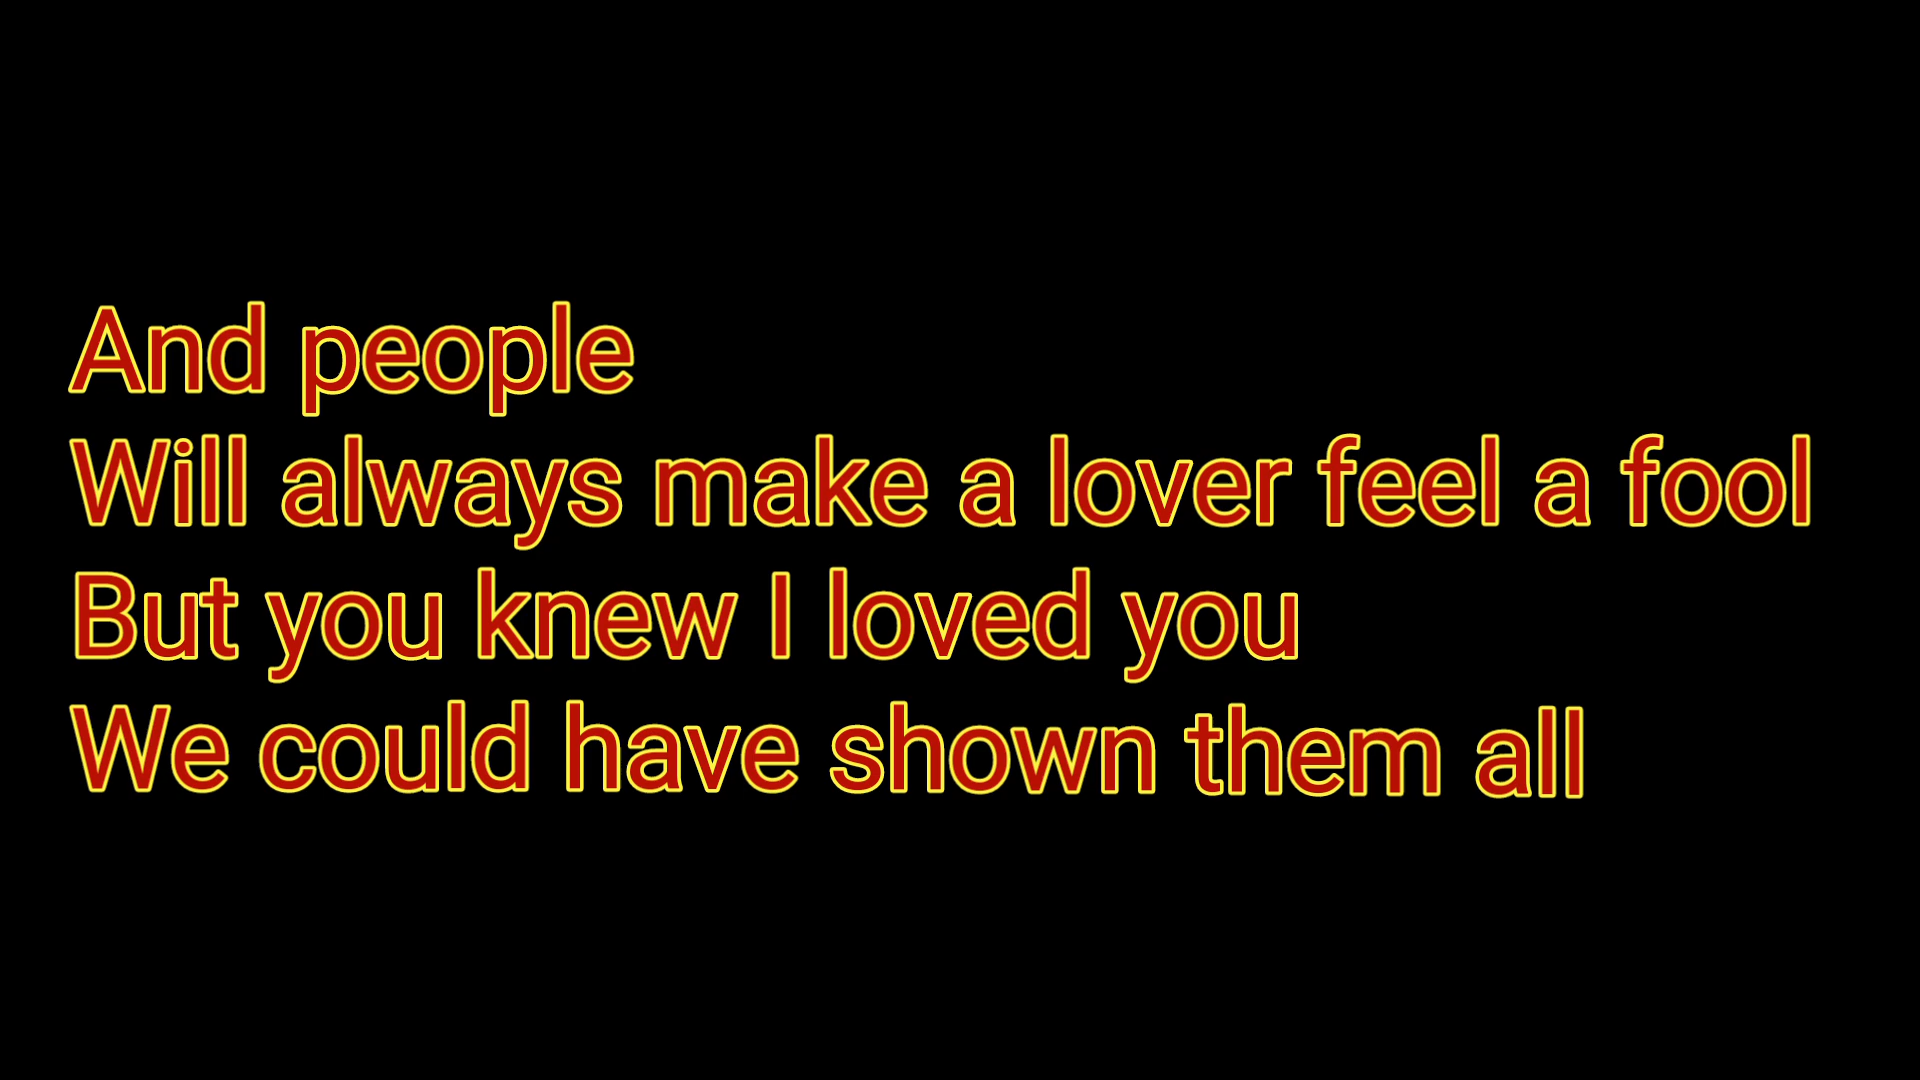 And people
Will always make a lover feel a fool
But you knew I loved you
We could have shown them all